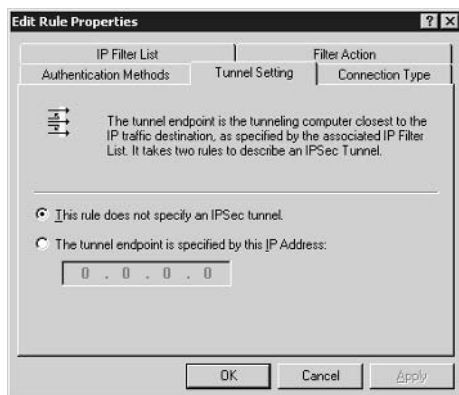 Edit Rule Properties
IP Filter List
Filter Action
Authentication Methods
Tunnel Setting
Connection Type
The tunnel endpoint is the tunneling computer closest to the
IP traffic destination, as specified by the associated IP Filter
List. It takes two rules to describe an IPSec Tunnel.
This rule does not specify an IPSec tunnel.
The tunnel endpoint is specified by this IP Address:
0 . 0 . 0 . 0
OK
Cancel
Apply